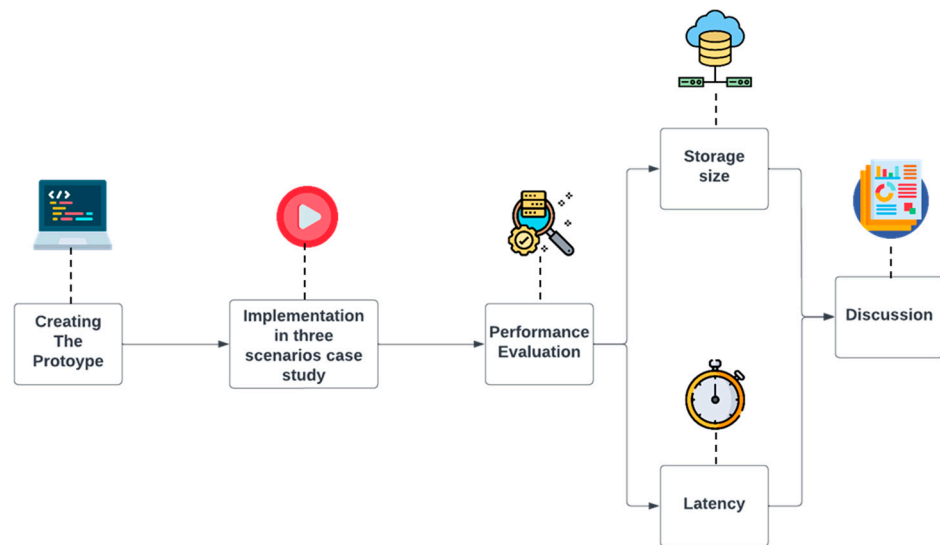 Creating
The
Protoype
Implementation
in three
scenarios case
study
Performance
Evaluation
Storage
size
Latency
Discussion